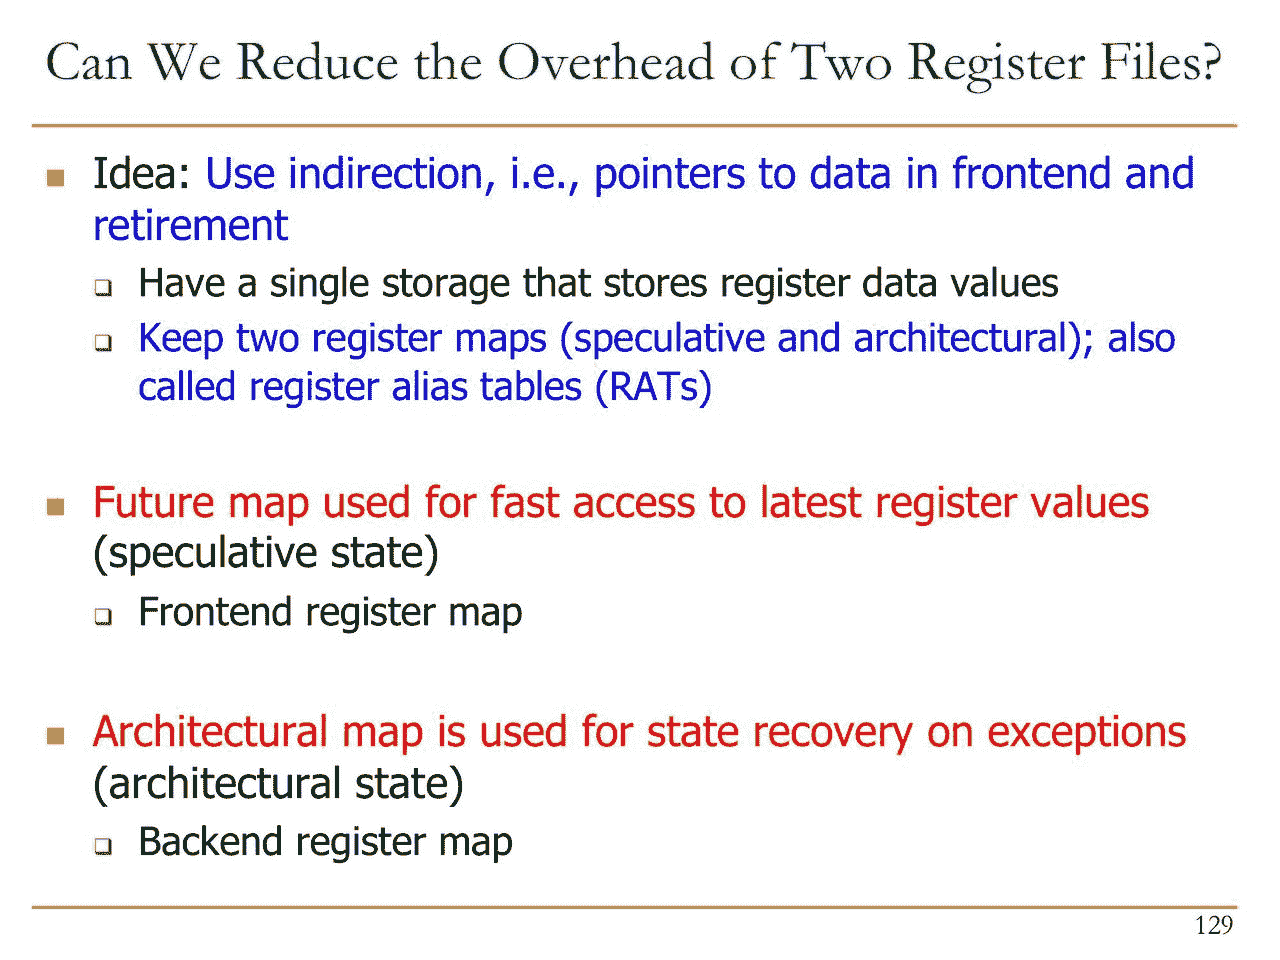 Can We Reduce the Overhead of Two Register Files?
Idea: Use indirection, i.e., pointers to data in frontend and
retirement
Have a single storage that stores register data values
Keep two register maps (speculative and architectural); also
called register alias tables (RATs)
Future map used for fast access to latest register values
(speculative state)
Frontend register map
Architectural map is used for state recovery on exceptions
(architectural state)
Backend register map
129